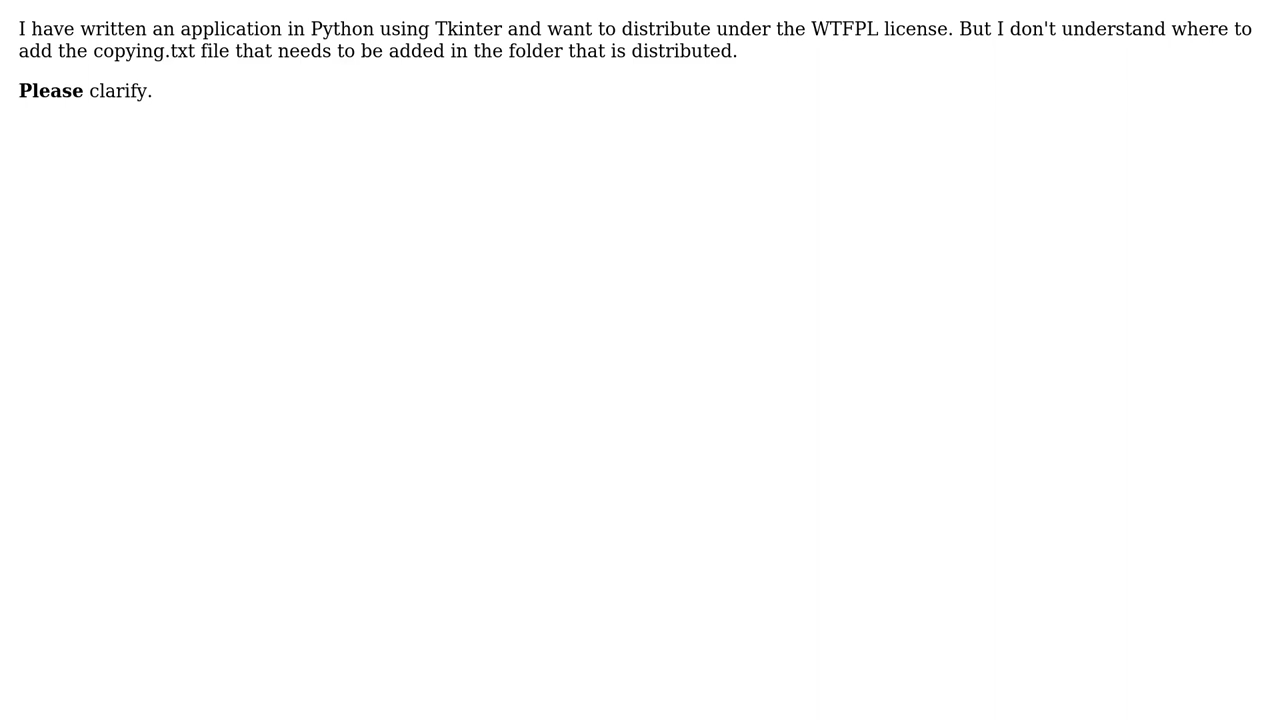 I have written an application in Python using Tkinter and want to distribute under the WTFPL license. But I don't understand where to
add the copying.txt file that needs to be added in the folder that is distributed.
Please clarify.